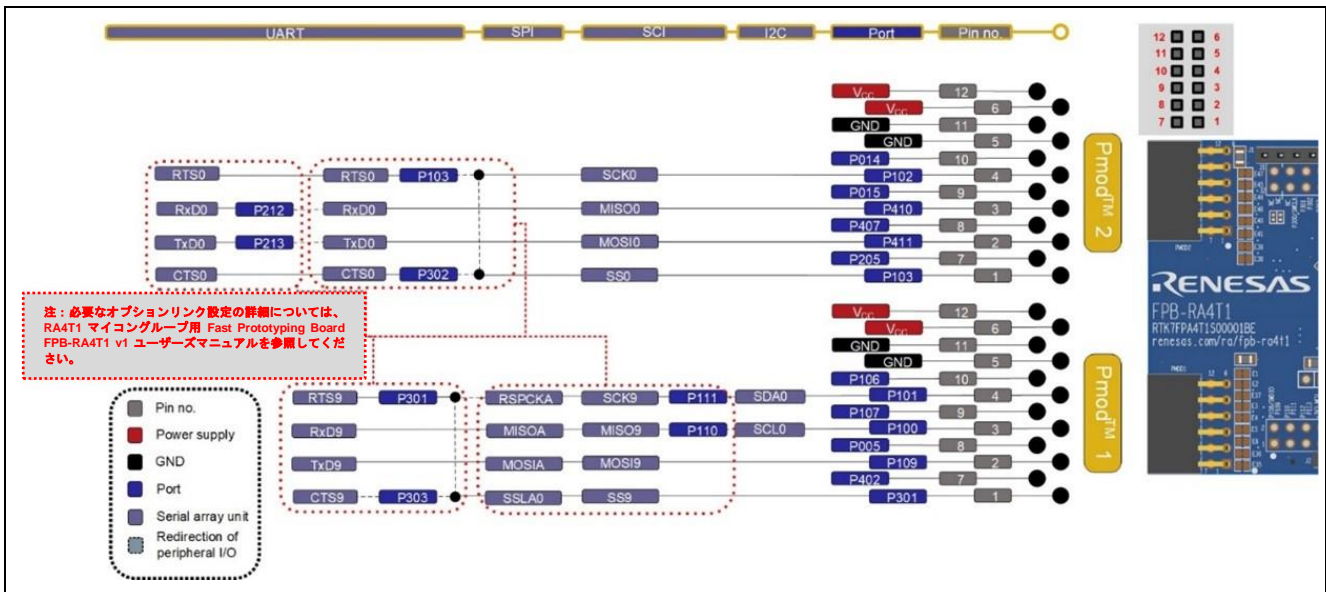 UART SPI SCI I2C Port Pin no.
VCC 12
VCC 6
GND 11
GND 5
P014 10
RTS0 RTS0 P103 SCK0 P102 4
P015 9
RxD0 P212 RxD0 MISO0 P410 3
P407 8
TxD0 P213 TxD0 MOSI0 P411 2
P205 7
CTS0 CTS0 P302 SS0 P103 1
Pmod™ 2
注：必要なオプションリンク設定の詳細については、
RA4T1 マイコングループ用 Fast Prototyping Board
FPB-RA4T1 v1 ユーザーズマニュアルを参照してくだ
さい。
VCC 12
VCC 6
GND 11
GND 5
P106 10
RTS9 P301 RSPCKA SCK9 P111 SDA0 P101 4
P107 9
RxD9 MISOA MISO9 P110 SCL0 P100 3
P005 8
TxD9 MOSIA MOSI9 P109 2
P402 7
CTS9 P303 SSLA0 SS9 P301 1
Pmod™ 1
Pin no.
Power supply
GND
Port
Serial array unit
Redirection of
peripheral I/O
12 6
11 5
10 4
9 3
8 2
7 1
RENESAS
FPB-RA4T1
RTK7FPA4T1S00001BE
renesas.com/ra/fpb-ra4t1